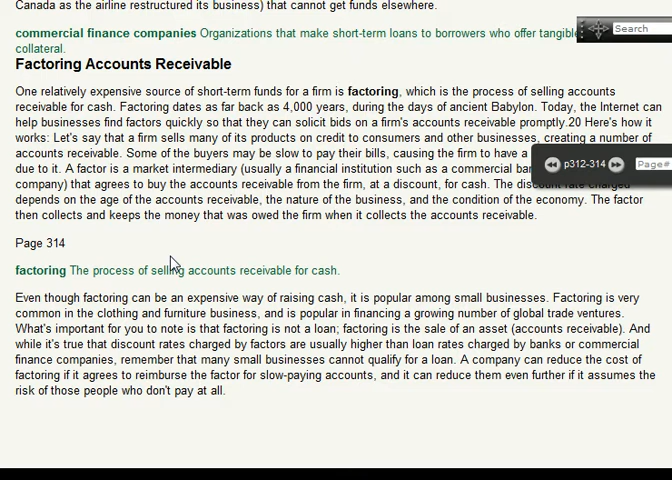 Canada as the airline restructured its business) that cannot get funds elsewhere.
commercial finance companies Organizations that make short-term loans to borrowers who offer tangible
collateral.
Search
Factoring Accounts Receivable
One relatively expensive source of short-term funds for a firm is factoring, which is the process of selling accounts
receivable for cash. Factoring dates as far back as 4,000 years, during the days of ancient Babylon. Today, the Internet can
help businesses find factors quickly so that they can solicit bids on a firm's accounts receivable promptly.20 Here's how it
works: Let's say that a firm sells many of its products on credit to consumers and other businesses, creating a number of
accounts receivable. Some of the buyers may be slow to pay their bills, causing the firm to have a
due to it. A factor is a market intermediary (usually a financial institution such as a commercial
p312-314
Page#
company) that agrees to buy the accounts receivable from the firm, at a discount, for cash. The discount rate charged
depends on the age of the accounts receivable, the nature of the business, and the condition of the economy. The factor
then collects and keeps the money that was owed the firm when it collects the accounts receivable.
Page 314
factoring The process of selling accounts receivable for cash.
Even though factoring can be an expensive way of raising cash, it is popular among small businesses. Factoring is very
common in the clothing and furniture business, and is popular in financing a growing number of global trade ventures.
What's important for you to note is that factoring is not a loan; factoring is the sale of an asset (accounts receivable). And
while it's true that discount rates charged by factors are usually higher than loan rates charged by banks or commercial
finance companies, remember that many small businesses cannot qualify for a loan. A company can reduce the cost of
factoring if it agrees to reimburse the factor for slow-paying accounts, and it can reduce them even further if it assumes the
risk of those people who don't pay at all.